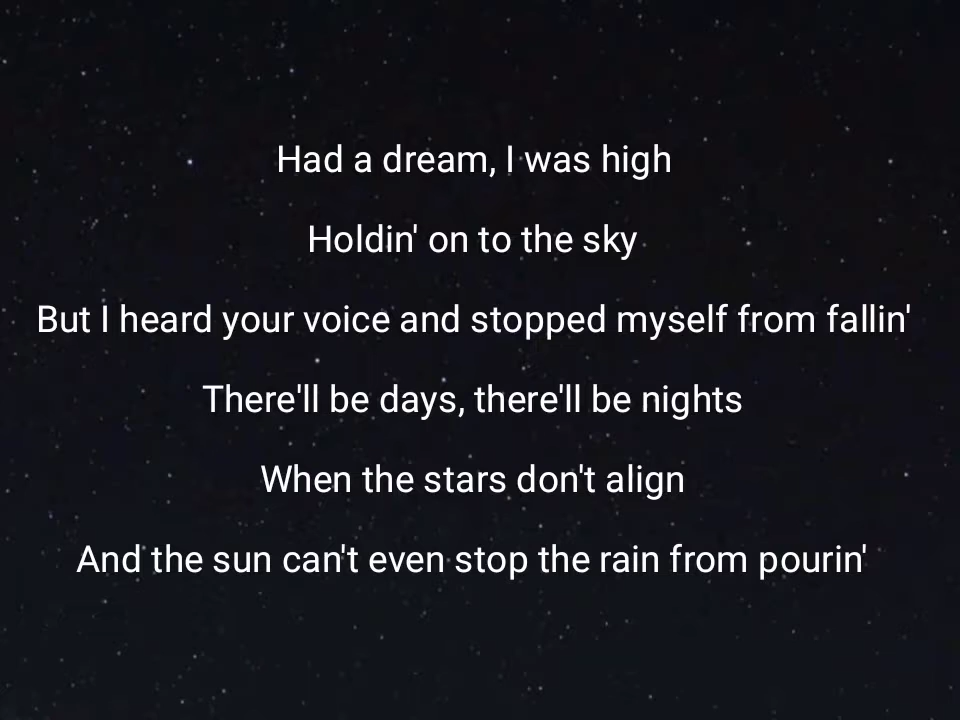 Had a dream, I was high
Holdin' on to the sky
But I heard your voice and stopped myself from fallin'
There'll be days, there'll be nights
When the stars don't align
And the sun can't even stop the rain from pourin'